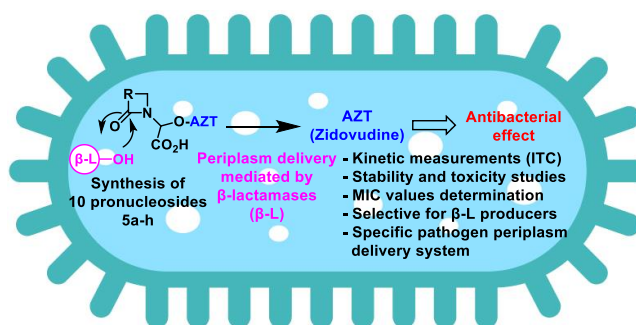 R
N
O
O-AZT
CO₂H
β-L
OH
Synthesis of
10 pronucleosides
5a-h
Periplasm delivery
mediated by
β-lactamases
(β-L)
AZT
(Zidovudine)
Antibacterial
effect
- Kinetic measurements (ITC)
- Stability and toxicity studies
- MIC values determination
- Selective for β-L producers
- Specific pathogen periplasm
delivery system